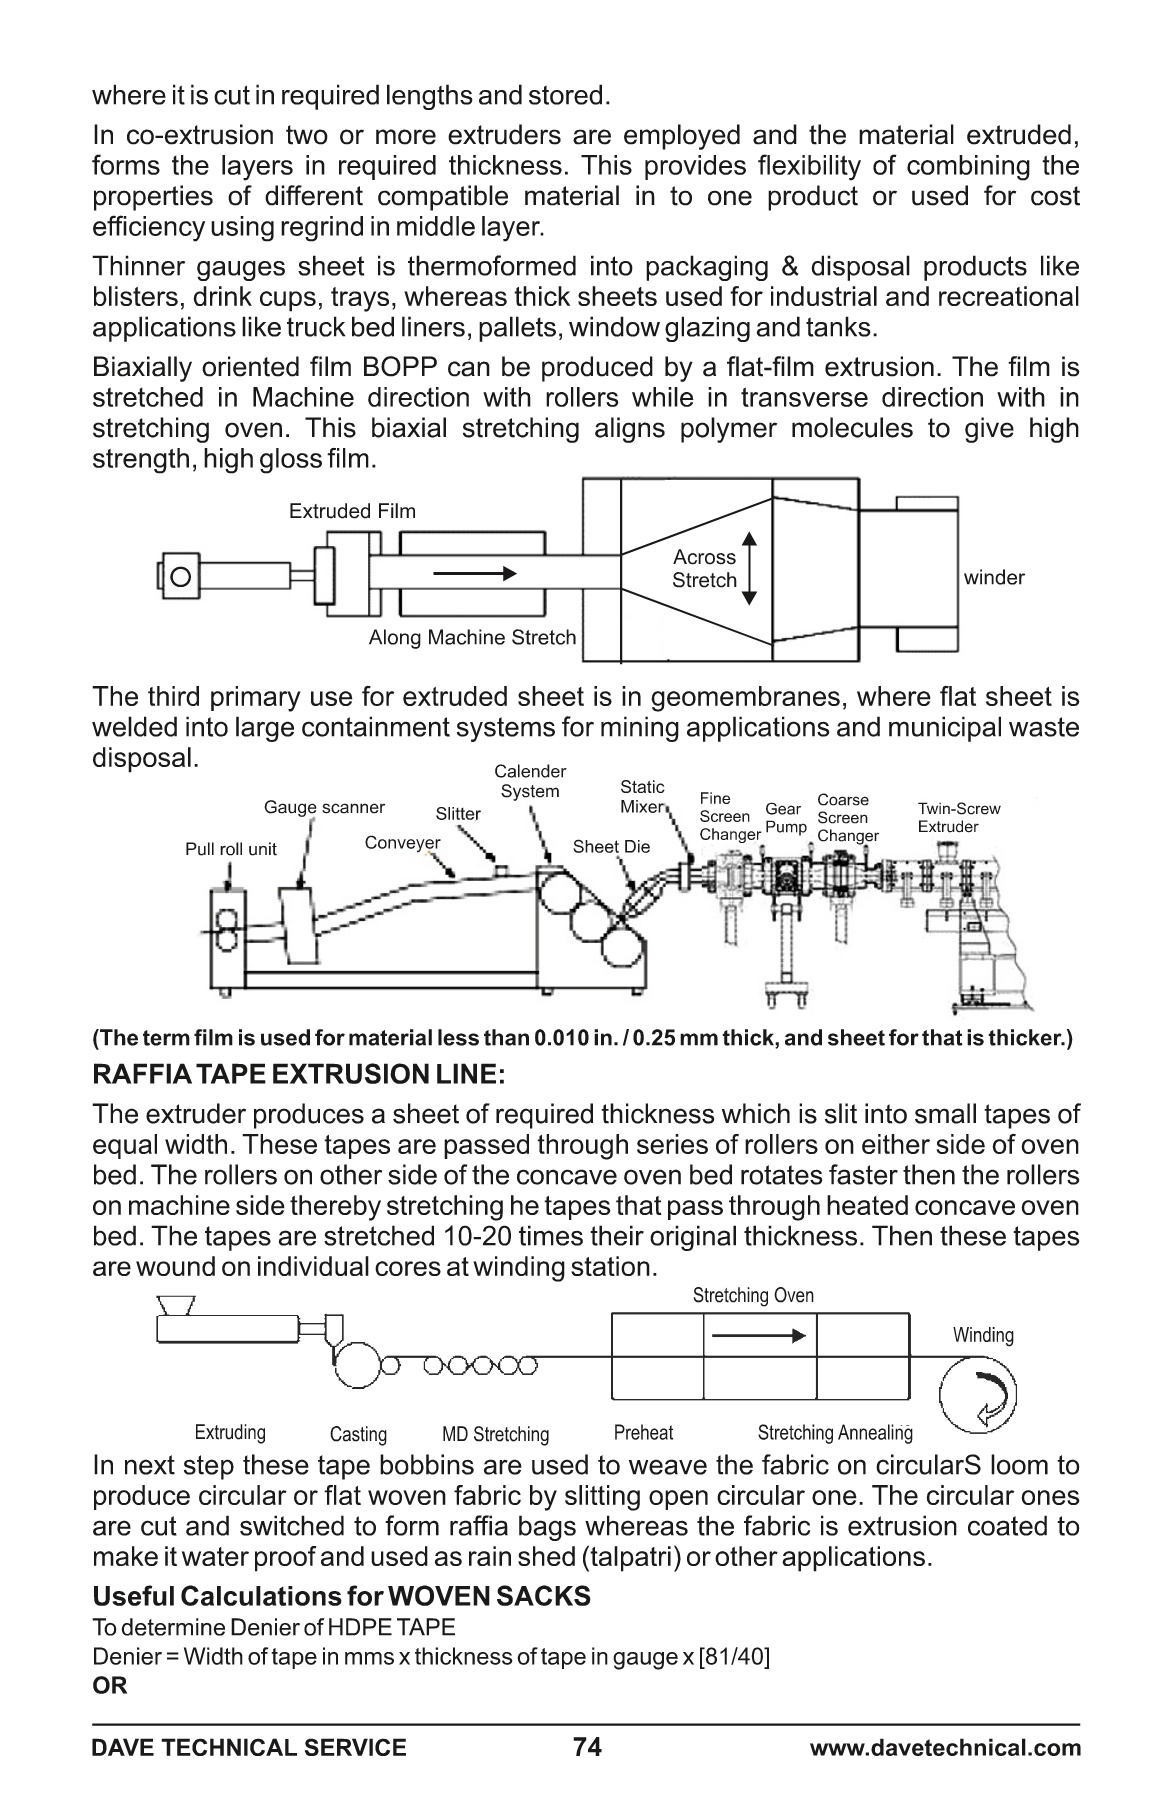 where it is cut in required lengths and stored.
In co-extrusion two or more extruders are employed and the material extruded,
forms the layers in required thickness. This provides flexibility of combining the
properties of different compatible material in to one product or used for cost
efficiency using regrind in middle layer.
Thinner gauges sheet is thermoformed into packaging & disposal products like
blisters, drink cups, trays, whereas thick sheets used for industrial and recreational
applications like truck bed liners, pallets, window glazing and tanks.
Biaxially oriented film BOPP can be produced by a flat-film extrusion. The film is
stretched in Machine direction with rollers while in transverse direction with in
stretching oven. This biaxial stretching aligns polymer molecules to give high
strength, high gloss film.
Extruded Film
Across
Stretch
winder
Along Machine Stretch
The third primary use for extruded sheet is in geomembranes, where flat sheet is
welded into large containment systems for mining applications and municipal waste
disposal.
Calender
System
Static
Mixer
Fine
Screen
Changer
Gear
Pump
Coarse
Screen
Changer
Twin-Screw
Extruder
Gauge scanner
Slitter
Conveyer
Sheet Die
Pull roll unit
(The term film is used for material less than 0.010 in. / 0.25 mm thick, and sheet for that is thicker.)
RAFFIA TAPE EXTRUSION LINE:
The extruder produces a sheet of required thickness which is slit into small tapes of
equal width. These tapes are passed through series of rollers on either side of oven
bed. The rollers on other side of the concave oven bed rotates faster then the rollers
on machine side thereby stretching he tapes that pass through heated concave oven
bed. The tapes are stretched 10-20 times their original thickness. Then these tapes
are wound on individual cores at winding station.
Stretching Oven
Winding
Extruding
Casting
MD Stretching
Preheat
Stretching Annealing
In next step these tape bobbins are used to weave the fabric on circularS loom to
produce circular or flat woven fabric by slitting open circular one. The circular ones
are cut and switched to form raffia bags whereas the fabric is extrusion coated to
make it water proof and used as rain shed (talpatri) or other applications.
Useful Calculations for WOVEN SACKS
To determine Denier of HDPE TAPE
Denier = Width of tape in mms x thickness of tape in gauge x [81/40]
OR
DAVE TECHNICAL SERVICE
74
www.davetechnical.com